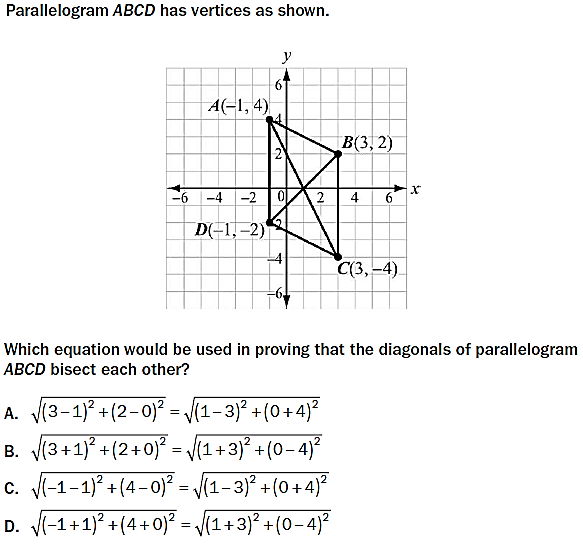 Parallelogram ABCD has vertices as shown.
y
6
A(−1, 4)
4
B(3, 2)
2
−6 −4 −2 0 2 4 6 x
D(−1, −2)
−2
−4
C(3, −4)
−6
Which equation would be used in proving that the diagonals of parallelogram
ABCD bisect each other?
A. √(3−1)² + (2−0)² = √(1−3)² + (0+4)²
B. √(3+1)² + (2+0)² = √(1+3)² + (0−4)²
C. √(−1−1)² + (4−0)² = √(1−3)² + (0+4)²
D. √(−1+1)² + (4+0)² = √(1+3)² + (0−4)²